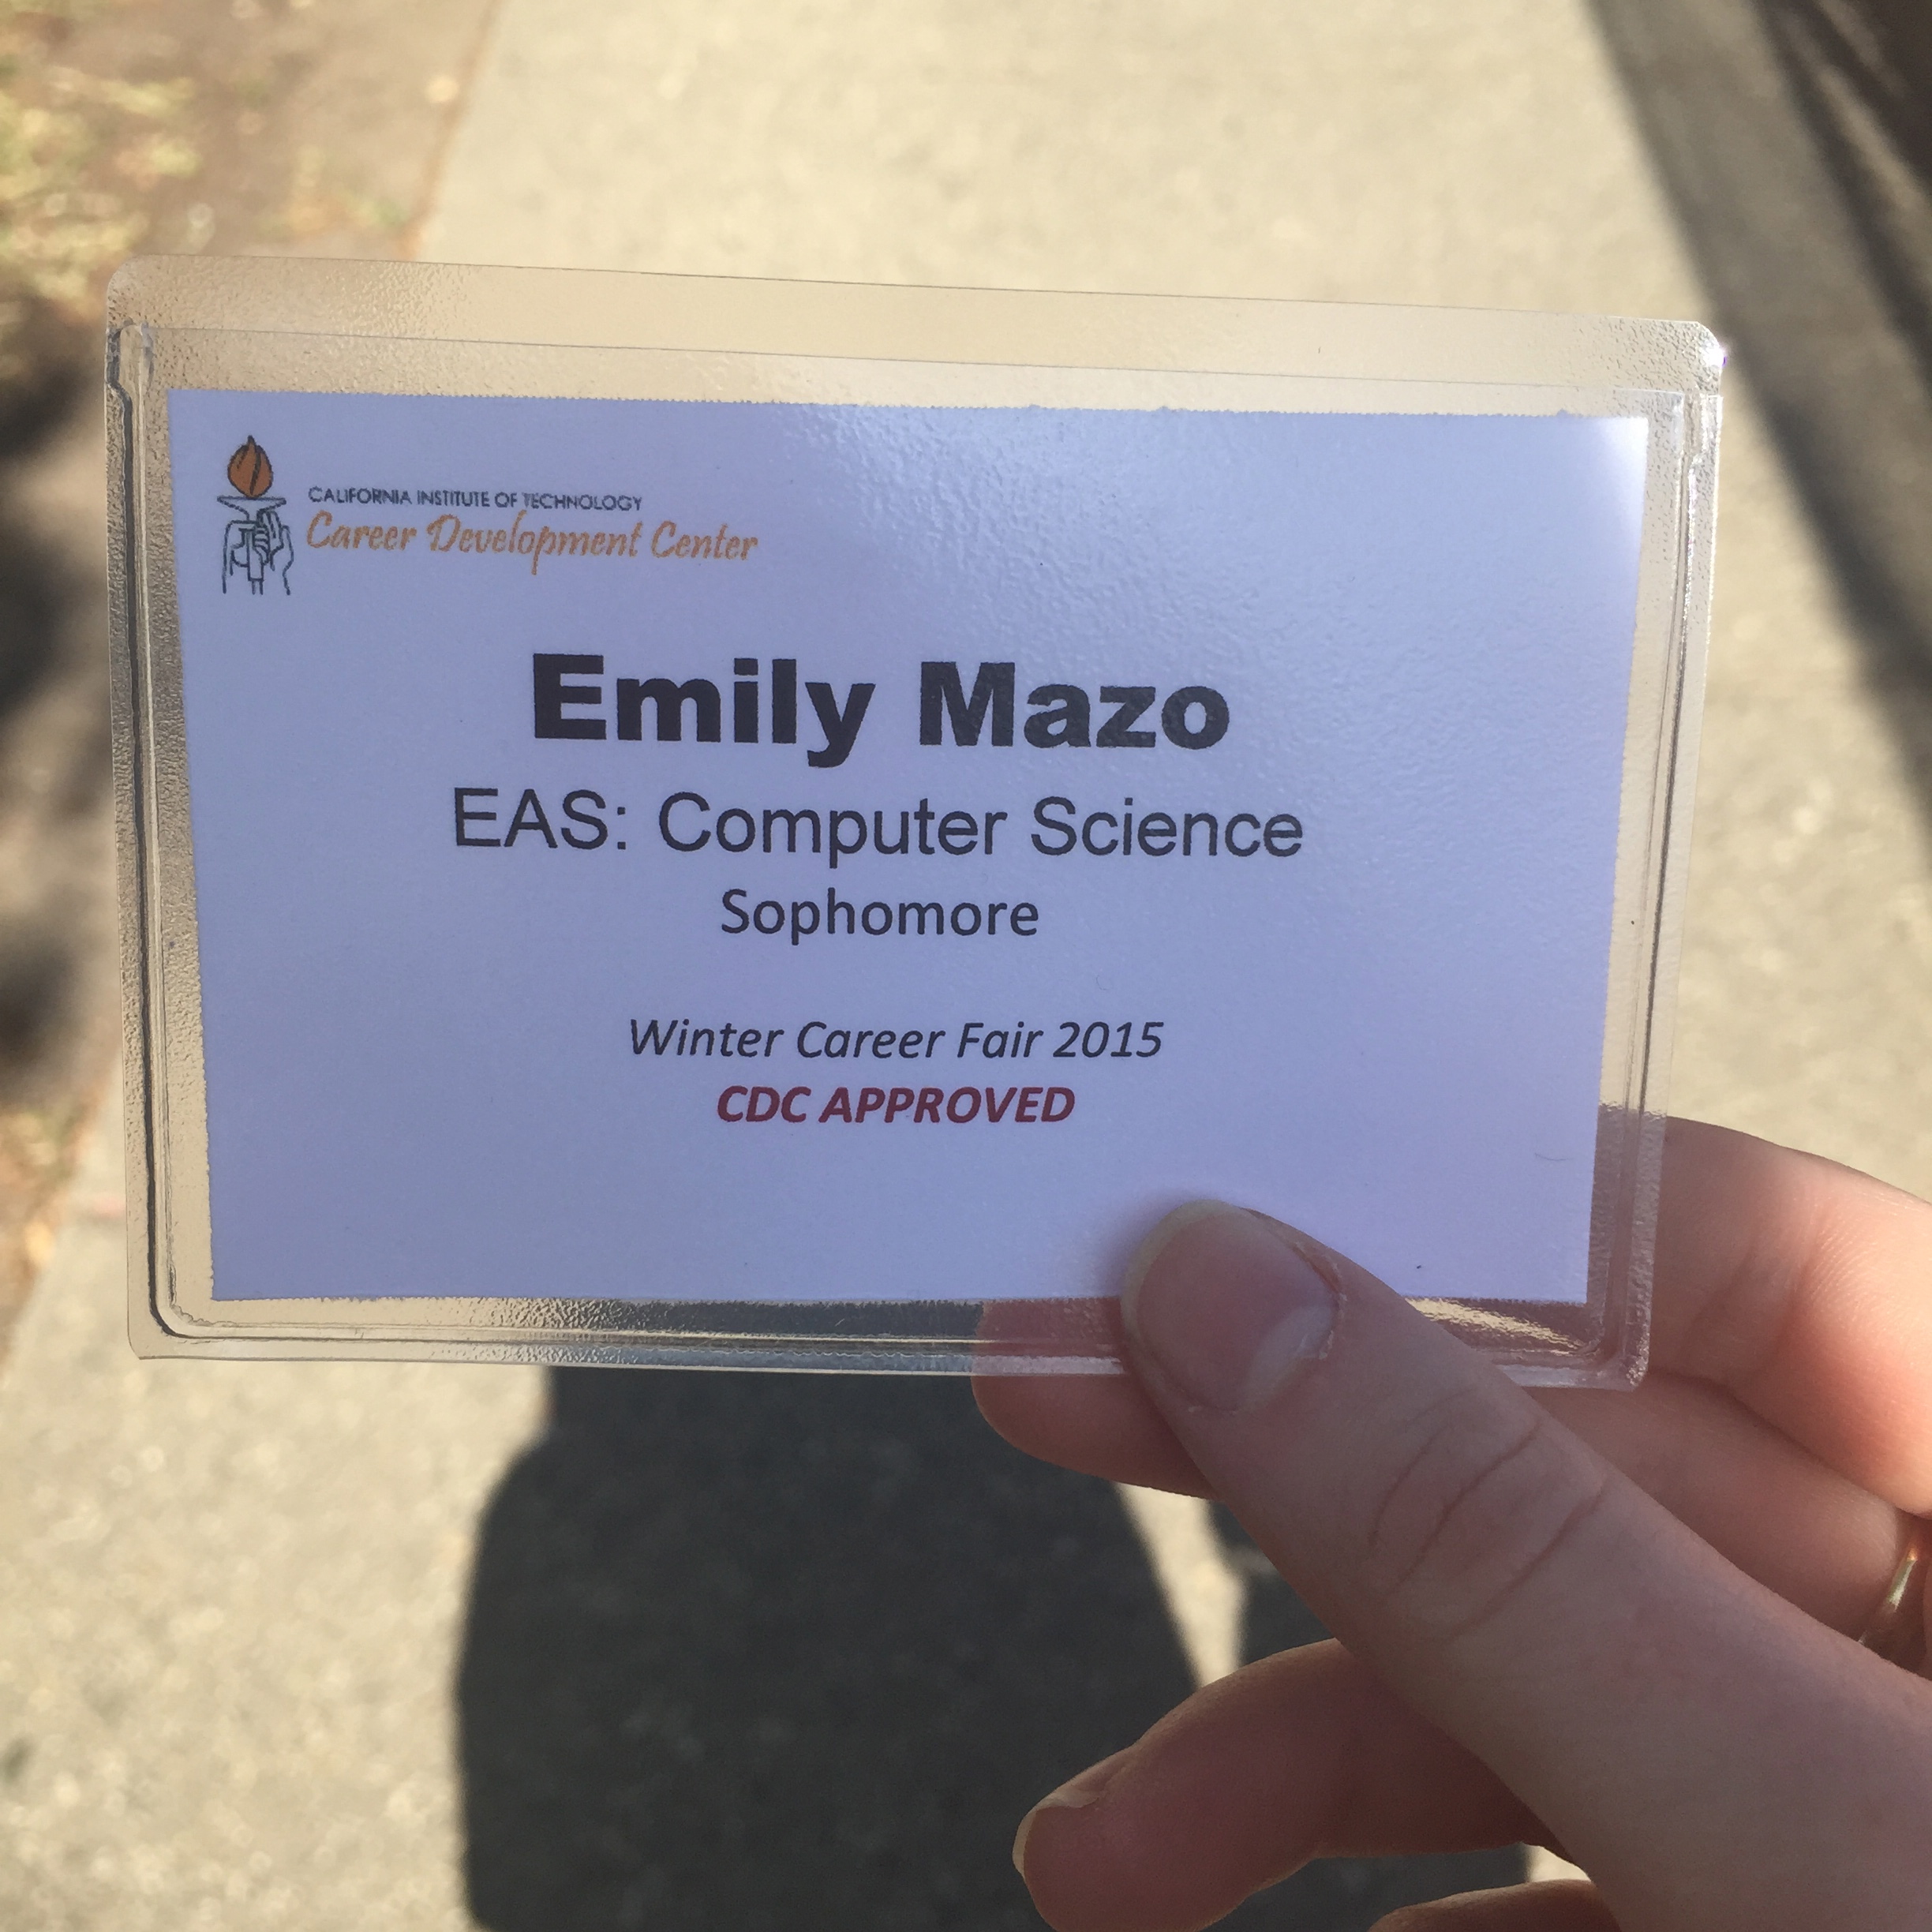 CALIFORNIA INSTITUTE OF TECHNOLOGY
Career Development Center
Emily Mazo
EAS: Computer Science
Sophomore
Winter Career Fair 2015
CDC APPROVED